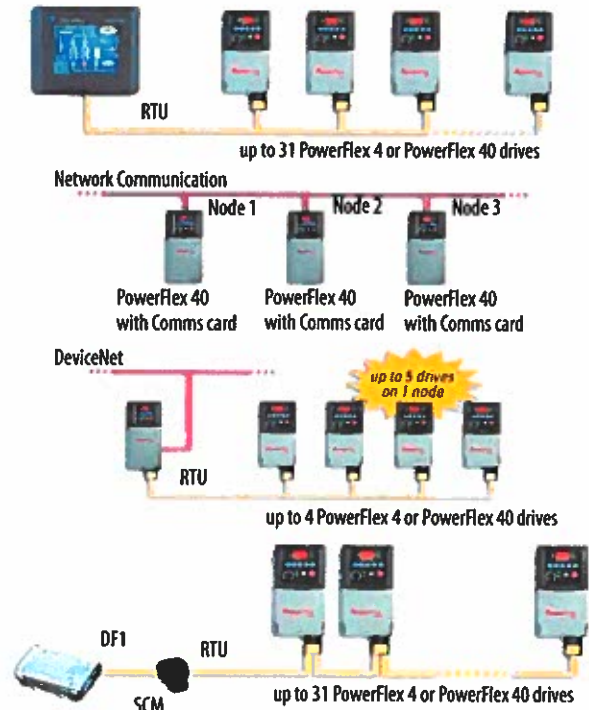 RTU
up to 31 PowerFlex 4 or PowerFlex 40 drives
Network Communication
Node 1
Node 2
Node 3
PowerFlex 40
with Comms card
PowerFlex 40
with Comms card
PowerFlex 40
with Comms card
DeviceNet
up to 5 drives
on 1 node
RTU
up to 4 PowerFlex 4 or PowerFlex 40 drives
DF1
RTU
SCM
up to 31 PowerFlex 4 or PowerFlex 40 drives